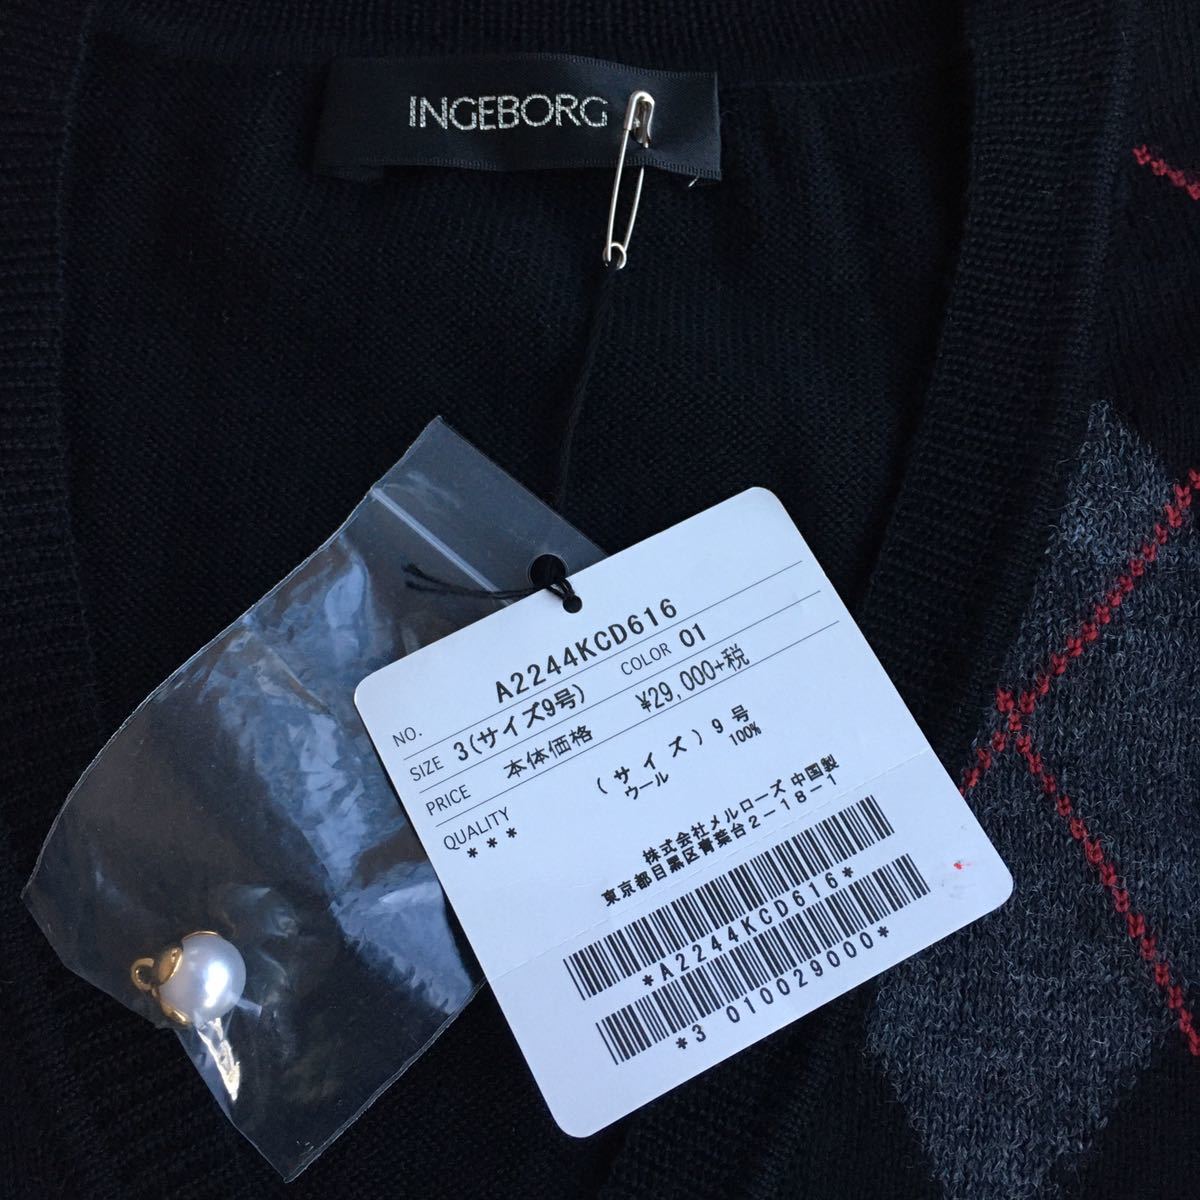 INGEBORG
NO. A2244KCD616
SIZE 3(サイズ9号) COLOR 01
PRICE 本体価格 ¥29,000+税
QUALITY (サイズ)9号
*** ウール 100%
株式会社メルローズ 中国製
東京都目黒区青葉台2-18-1
*A2244KCD616*
*3 010029000*